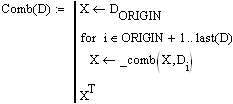 Comb(D) := X ← D_ORIGIN
for i ∈ ORIGIN + 1 .. last(D)
X ← _comb(X, D_i)
X^T